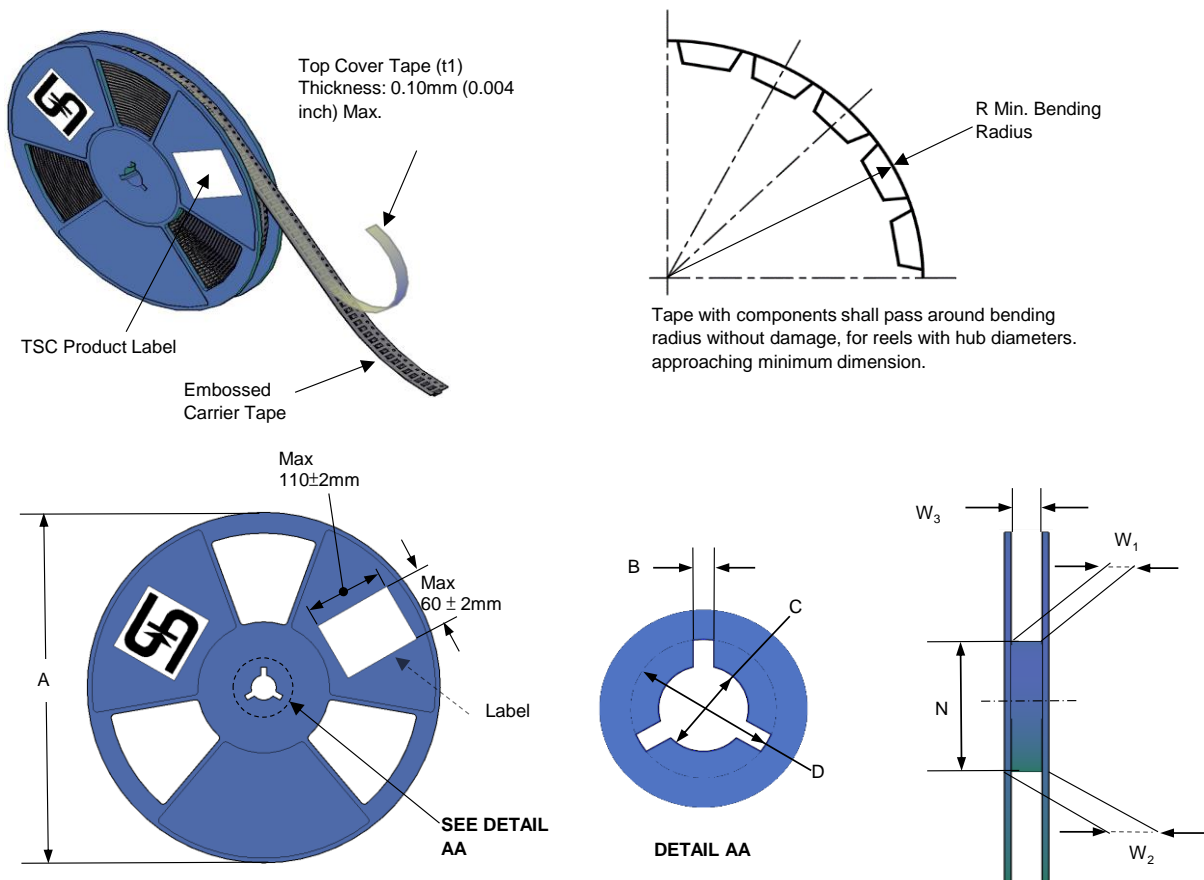 Top Cover Tape (t1)
Thickness: 0.10mm (0.004
inch) Max.
R Min. Bending
Radius
TSC Product Label
Embossed
Carrier Tape
Tape with components shall pass around bending
radius without damage, for reels with hub diameters.
approaching minimum dimension.
Max
110±2mm
Max
60 ± 2mm
A
Label
SEE DETAIL
AA
B
C
D
DETAIL AA
W3
W1
N
W2